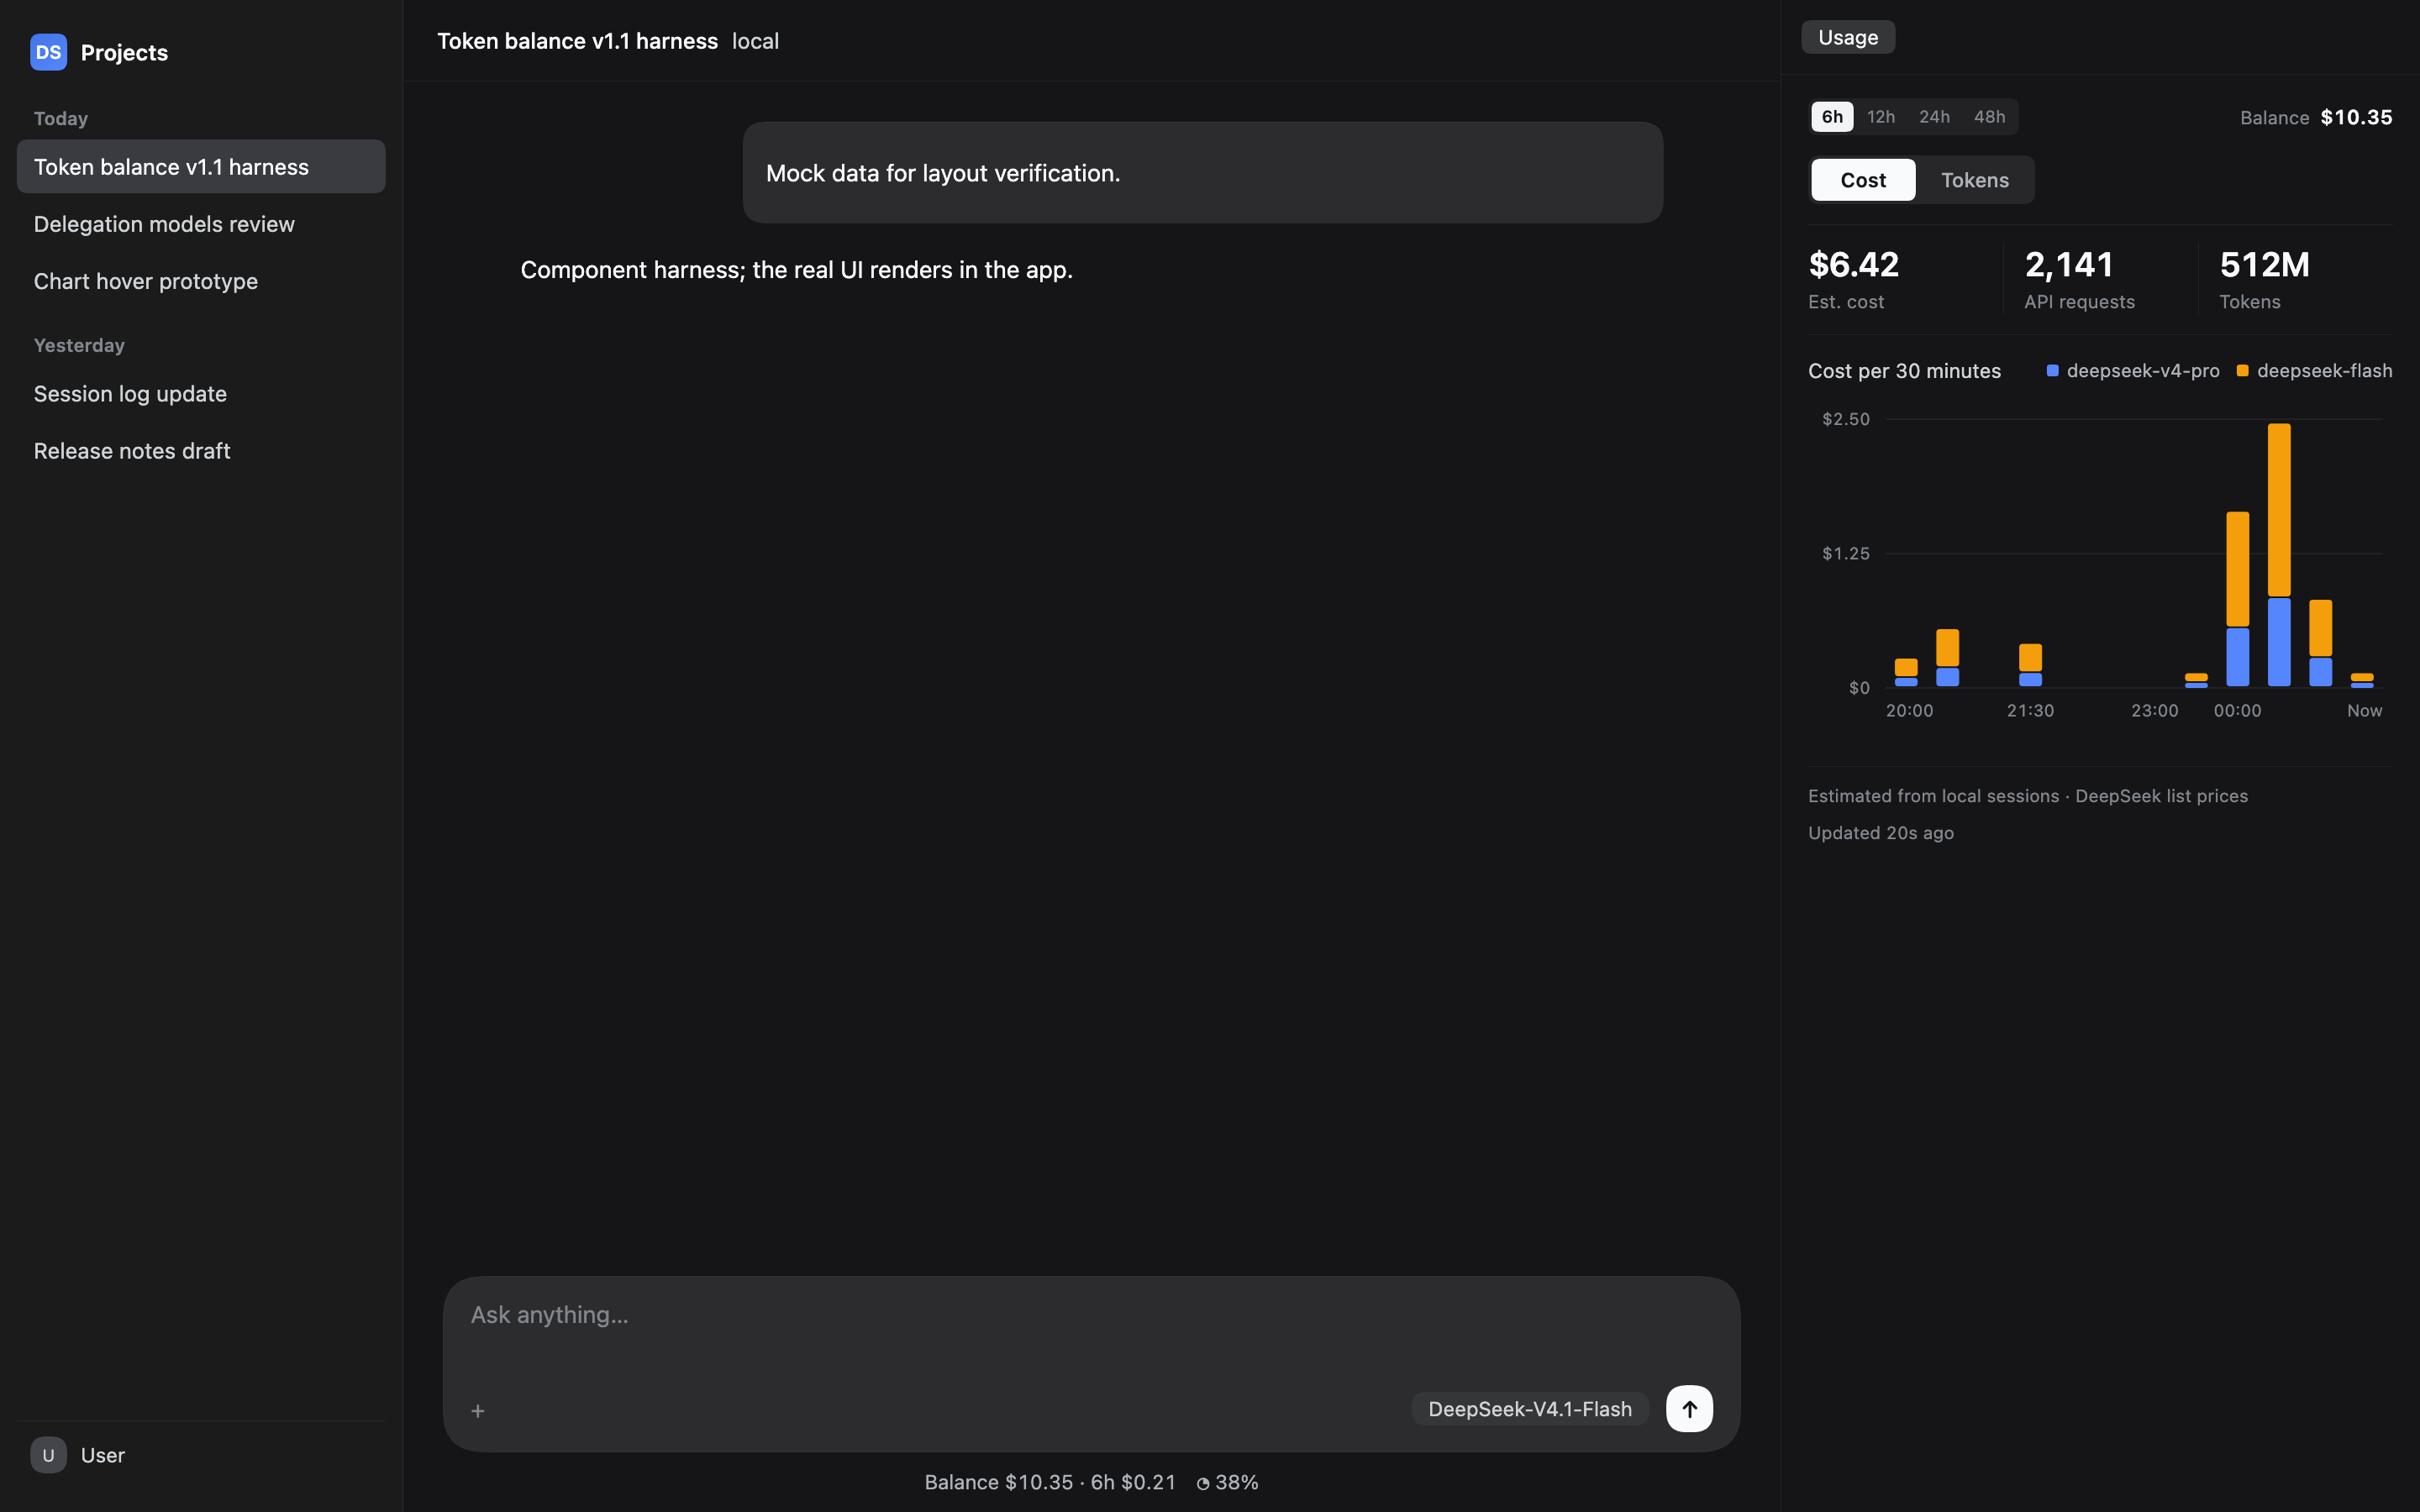 DS Projects
Today
Token balance v1.1 harness
Delegation models review
Chart hover prototype
Yesterday
Session log update
Release notes draft
U User
Token balance v1.1 harness local
Mock data for layout verification.
Component harness; the real UI renders in the app.
Ask anything...
+
DeepSeek-V4.1-Flash
Balance $10.35 · 6h $0.21 38%
Usage
6h 12h 24h 48h Balance $10.35
Cost Tokens
$6.42 2,141 512M
Est. cost API requests Tokens
Cost per 30 minutes deepseek-v4-pro deepseek-flash
$2.50
$1.25
$0
20:00 21:30 23:00 00:00 Now
Estimated from local sessions · DeepSeek list prices
Updated 20s ago